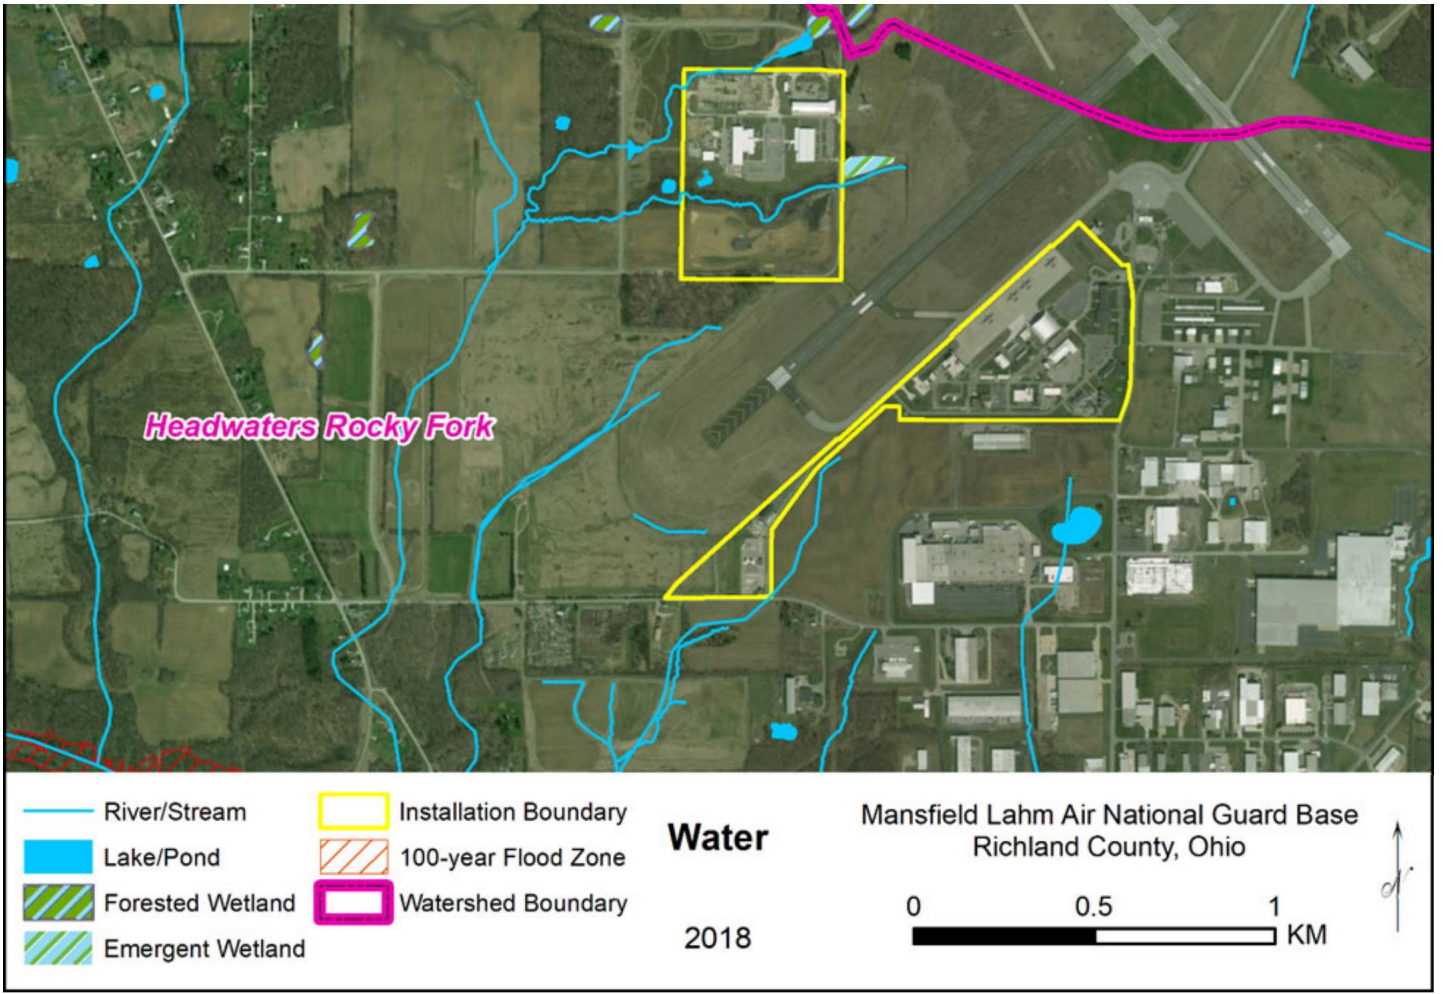 Headwaters Rocky Fork
River/Stream
Lake/Pond
Forested Wetland
Emergent Wetland
Installation Boundary
100-year Flood Zone
Watershed Boundary
Water
2018
Mansfield Lahm Air National Guard Base
Richland County, Ohio
0 0.5 1
KM
N